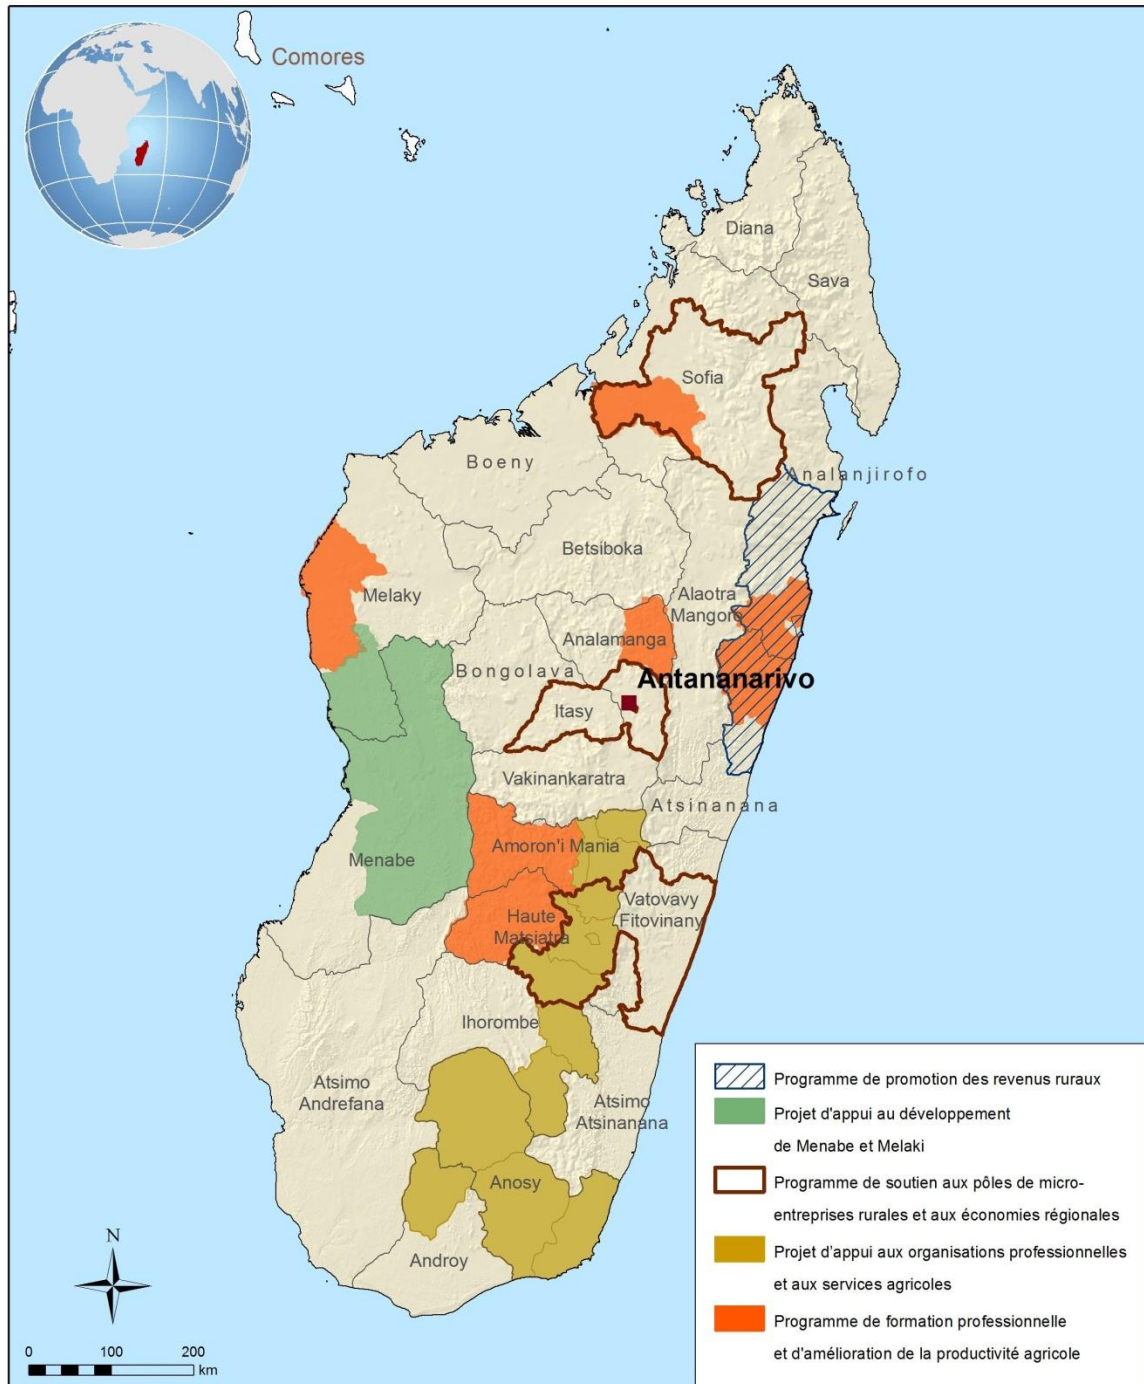 Comores
Diana
Sava
Sofia
Analanjirofo
Boeny
Betsiboka
Melaky
Alaotra
Mangoro
Analamanga
Bongolava
Antananarivo
Itasy
Vakinankaratra
Atsinanana
Amoron'i Mania
Menabe
Haute
Matsiatra
Vatovavy
Fitovinany
Ihorombe
Atsimo
Andrefana
Atsimo
Atsinanana
Anosy
Androy
N
0 100 200
km
Programme de promotion des revenus ruraux
Projet d'appui au développement
de Menabe et Melaki
Programme de soutien aux pôles de micro-
entreprises rurales et aux économies régionales
Projet d'appui aux organisations professionnelles
et aux services agricoles
Programme de formation professionnelle
et d'amélioration de la productivité agricole